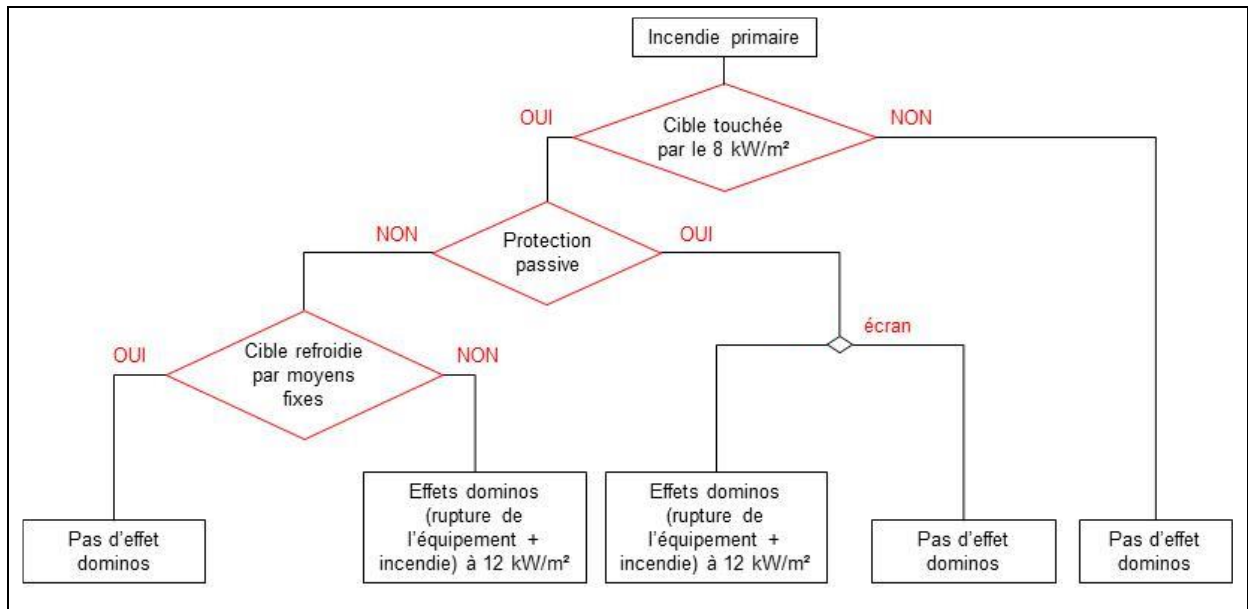 Incendie primaire
OUI
Cible touchée
par le 8 kW/m²
NON
NON
Protection
passive
OUI
OUI
Cible refroidie
par moyens
fixes
NON
écran
Pas d'effet
dominos
Effets dominos
(rupture de
l'équipement +
incendie) à 12 kW/m²
Effets dominos
(rupture de
l'équipement +
incendie) à 12 kW/m²
Pas d'effet
dominos
Pas d'effet
dominos